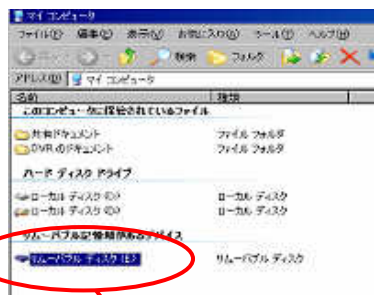 マイ コンピュータ
ファイル(F) 編集(E) 表示(V) お気に入り(A) ツール(T) ヘルプ(H)
検索 フォルダ
アドレス(D) マイ コンピュータ
名前 種類
このコンピュータに保管されているファイル
共有ドキュメント ファイル フォルダ
DVR のドキュメント ファイル フォルダ
ハード ディスク ドライブ
ローカル ディスク ローカル ディスク
ローカル ディスク ローカル ディスク
リムーバブル記憶域があるデバイス
リムーバブル ディスク (E:) リムーバブル ディスク